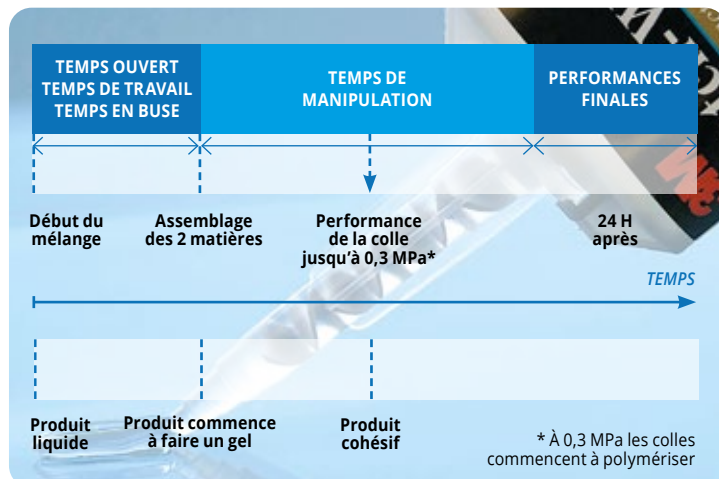 TEMPS OUVERT
TEMPS DE TRAVAIL
TEMPS EN BUSE
TEMPS DE
MANIPULATION
PERFORMANCES
FINALES
Début du
mélange
Assemblage
des 2 matières
Performance
de la colle
jusqu'à 0,3 MPa*
24 H
après
TEMPS
Produit
liquide
Produit commence
à faire un gel
Produit
cohésif
* À 0,3 MPa les colles
commencent à polymériser
3M